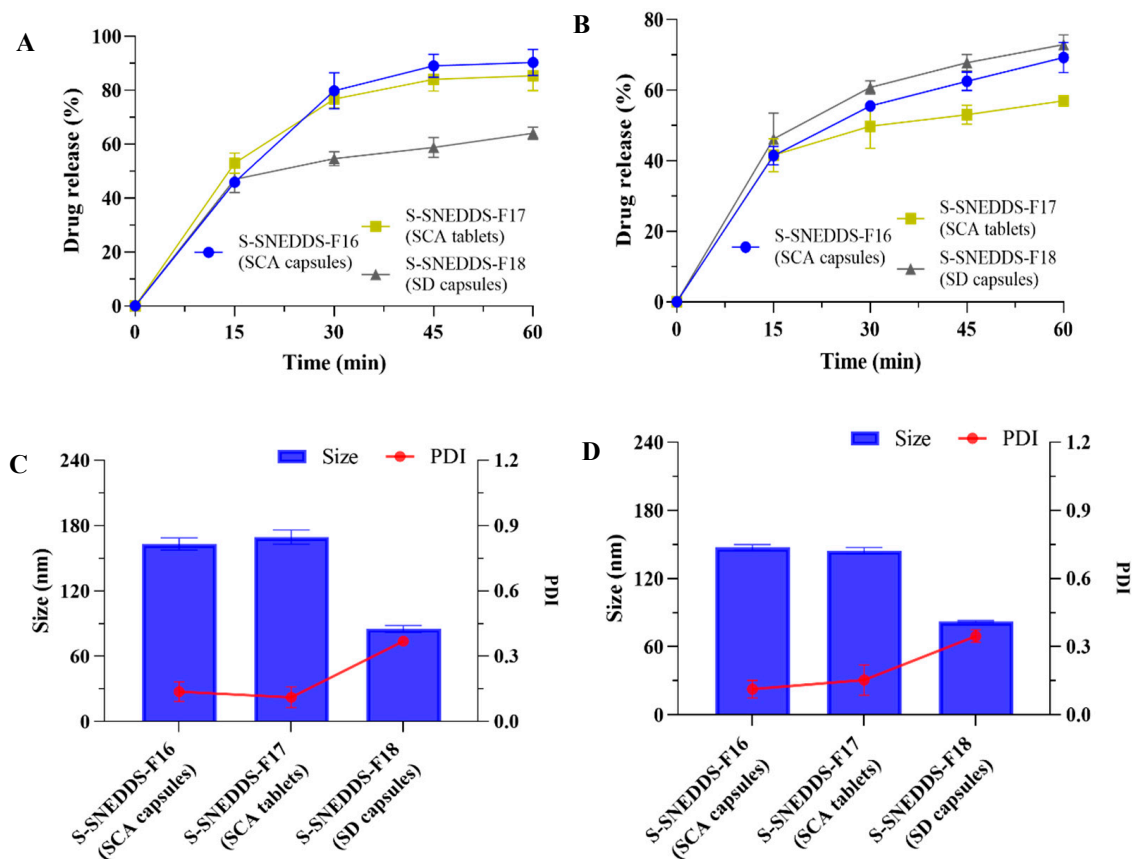 A
Drug release (%)
100
80
60
40
20
0
S-SNEDDS-F16
(SCA capsules)
S-SNEDDS-F17
(SCA tablets)
S-SNEDDS-F18
(SD capsules)
0 15 30 45 60
Time (min)
B
Drug release (%)
80
60
40
20
0
S-SNEDDS-F16
(SCA capsules)
S-SNEDDS-F17
(SCA tablets)
S-SNEDDS-F18
(SD capsules)
0 15 30 45 60
Time (min)
C
Size PDI
Size (nm)
240
180
120
60
0
1.2
0.9
0.6
0.3
0.0
PDI
S-SNEDDS-F16
(SCA capsules)
S-SNEDDS-F17
(SCA tablets)
S-SNEDDS-F18
(SD capsules)
D
Size PDI
Size (nm)
240
180
120
60
0
1.2
0.9
0.6
0.3
0.0
PDI
S-SNEDDS-F16
(SCA capsules)
S-SNEDDS-F17
(SCA tablets)
S-SNEDDS-F18
(SD capsules)